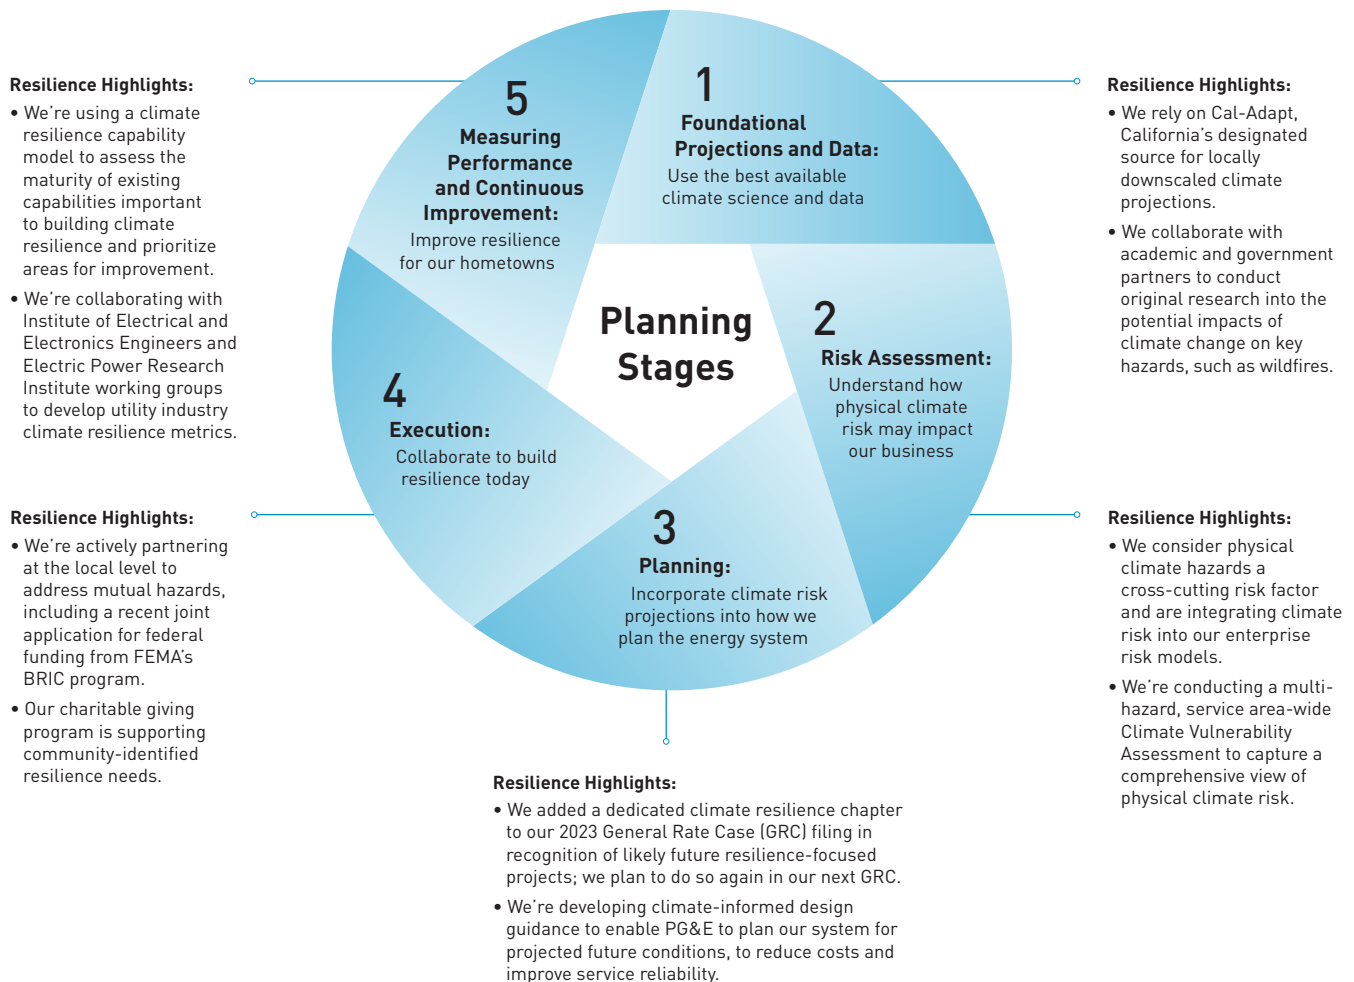 Planning
Stages
1
Foundational
Projections and Data:
Use the best available
climate science and data
Resilience Highlights:
• We rely on Cal-Adapt,
California's designated
source for locally
downscaled climate
projections.
• We collaborate with
academic and government
partners to conduct
original research into the
potential impacts of
climate change on key
hazards, such as wildfires.
2
Risk Assessment:
Understand how
physical climate
risk may impact
our business
Resilience Highlights:
• We consider physical
climate hazards a
cross-cutting risk factor
and are integrating climate
risk into our enterprise
risk models.
• We're conducting a multi-
hazard, service area-wide
Climate Vulnerability
Assessment to capture a
comprehensive view of
physical climate risk.
3
Planning:
Incorporate climate risk
projections into how we
plan the energy system
Resilience Highlights:
• We added a dedicated climate resilience chapter
to our 2023 General Rate Case (GRC) filing in
recognition of likely future resilience-focused
projects; we plan to do so again in our next GRC.
• We're developing climate-informed design
guidance to enable PG&E to plan our system for
projected future conditions, to reduce costs and
improve service reliability.
4
Execution:
Collaborate to build
resilience today
Resilience Highlights:
• We're actively partnering
at the local level to
address mutual hazards,
including a recent joint
application for federal
funding from FEMA's
BRIC program.
• Our charitable giving
program is supporting
community-identified
resilience needs.
5
Measuring
Performance
and Continuous
Improvement:
Improve resilience
for our hometowns
Resilience Highlights:
• We're using a climate
resilience capability
model to assess the
maturity of existing
capabilities important
to building climate
resilience and prioritize
areas for improvement.
• We're collaborating with
Institute of Electrical and
Electronics Engineers and
Electric Power Research
Institute working groups
to develop utility industry
climate resilience metrics.